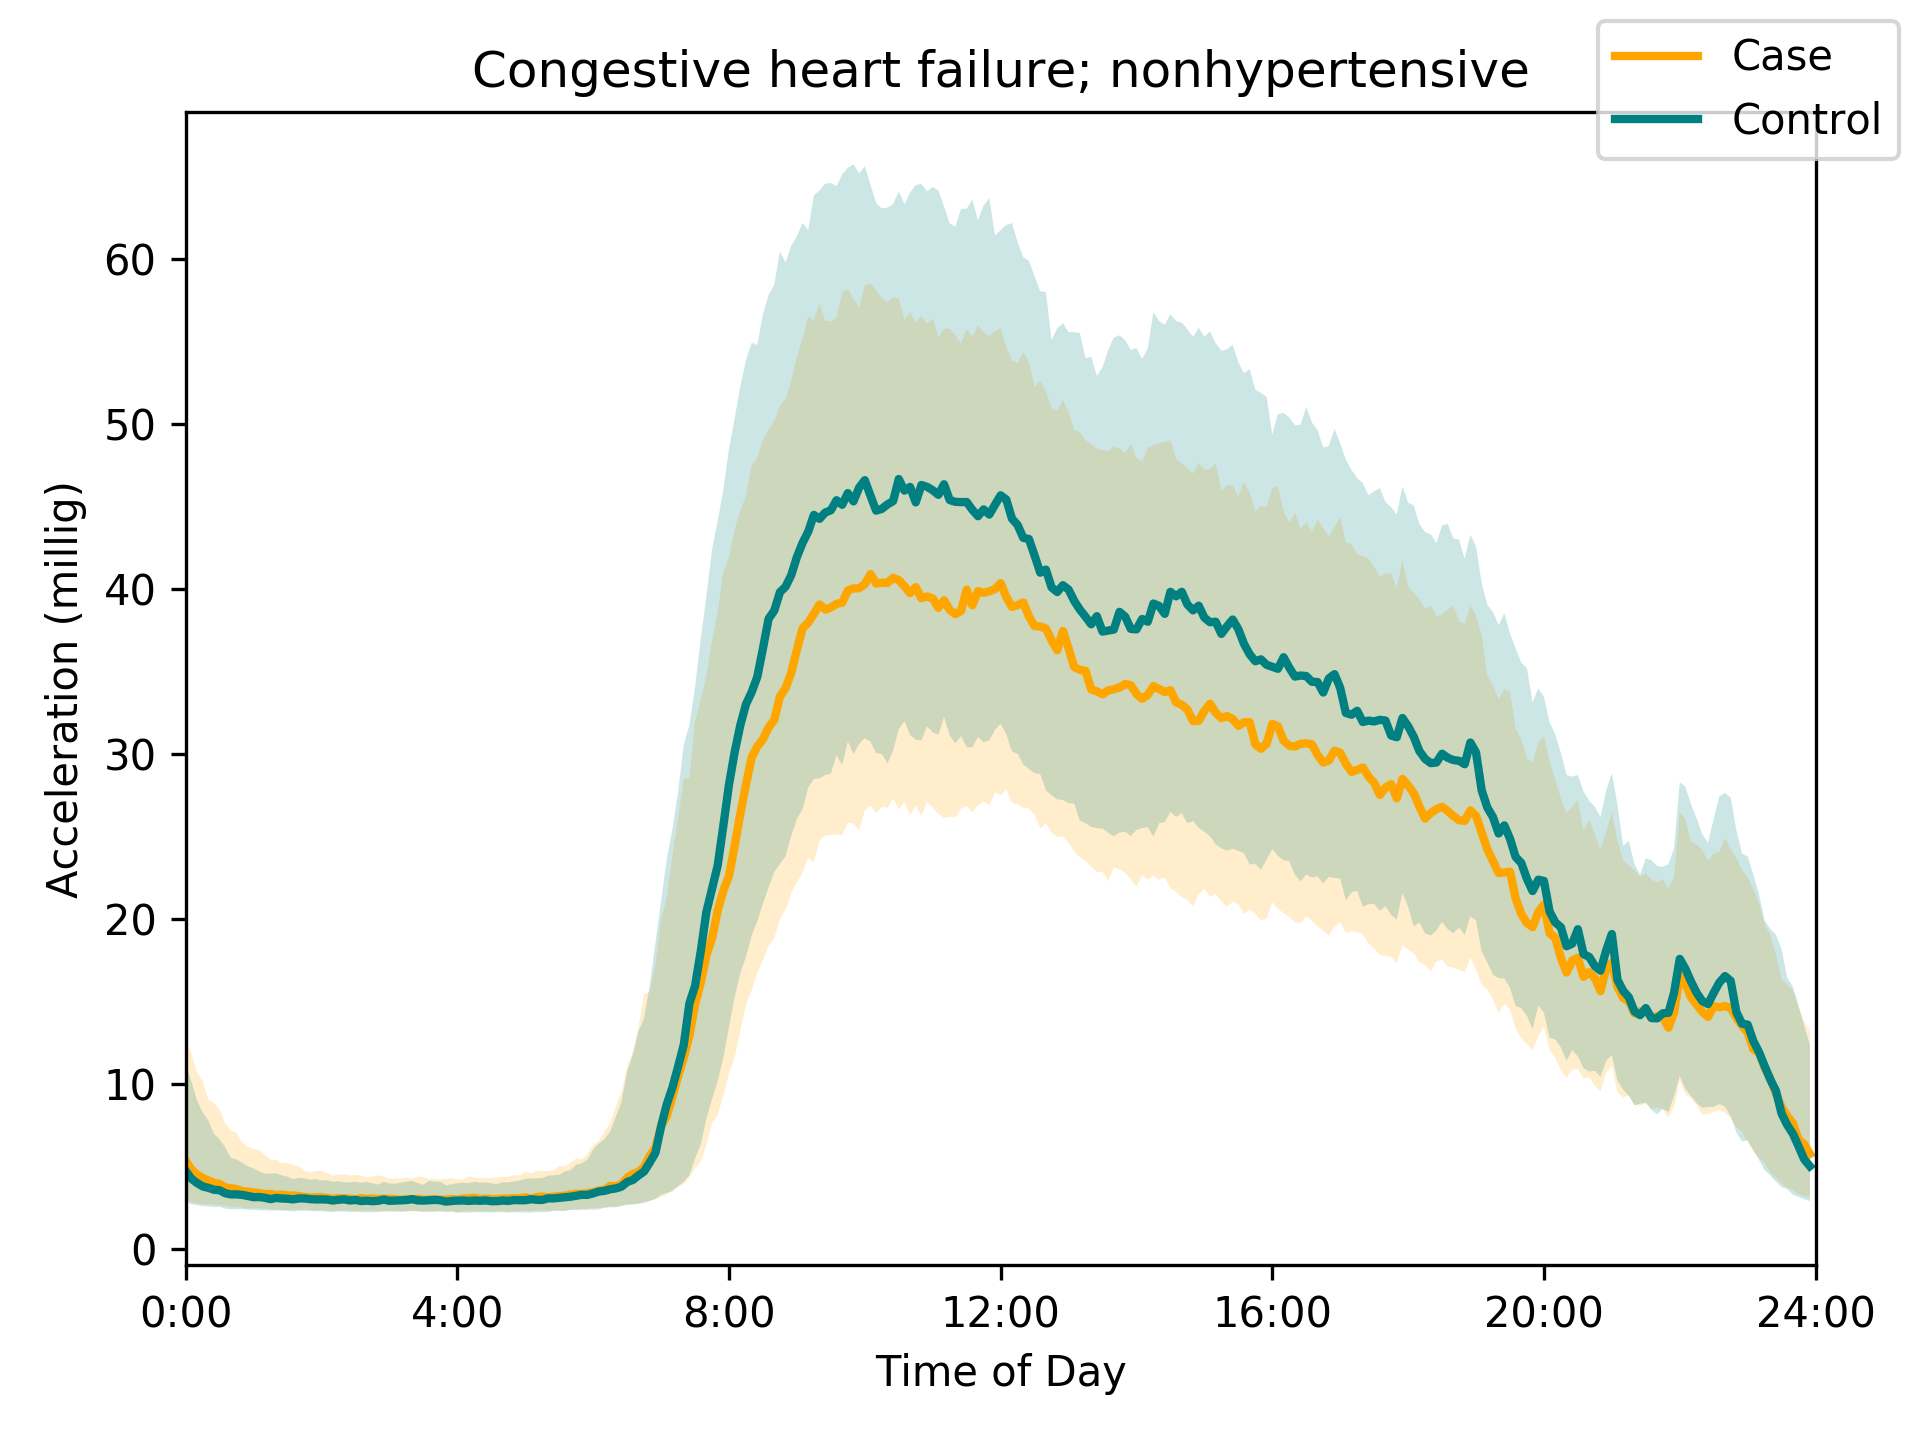 Congestive heart failure; nonhypertensive
Case
Control
Acceleration (millig)
60
50
40
30
20
10
0
0:00 4:00 8:00 12:00 16:00 20:00 24:00
Time of Day